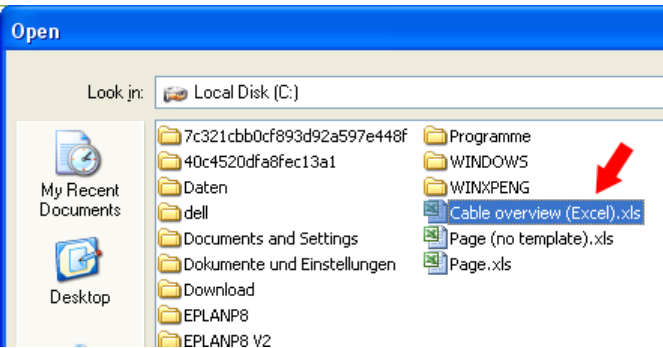 Open
Look in:
Local Disk (C:)
My Recent
Documents
Desktop
7c321cbb0cf893d92a597e448f
40c4520dfa8fec13a1
Daten
dell
Documents and Settings
Dokumente und Einstellungen
Download
EPLANP8
EPLANP8 V2
Programme
WINDOWS
WINXPENG
Cable overview (Excel).xls
Page (no template).xls
Page.xls